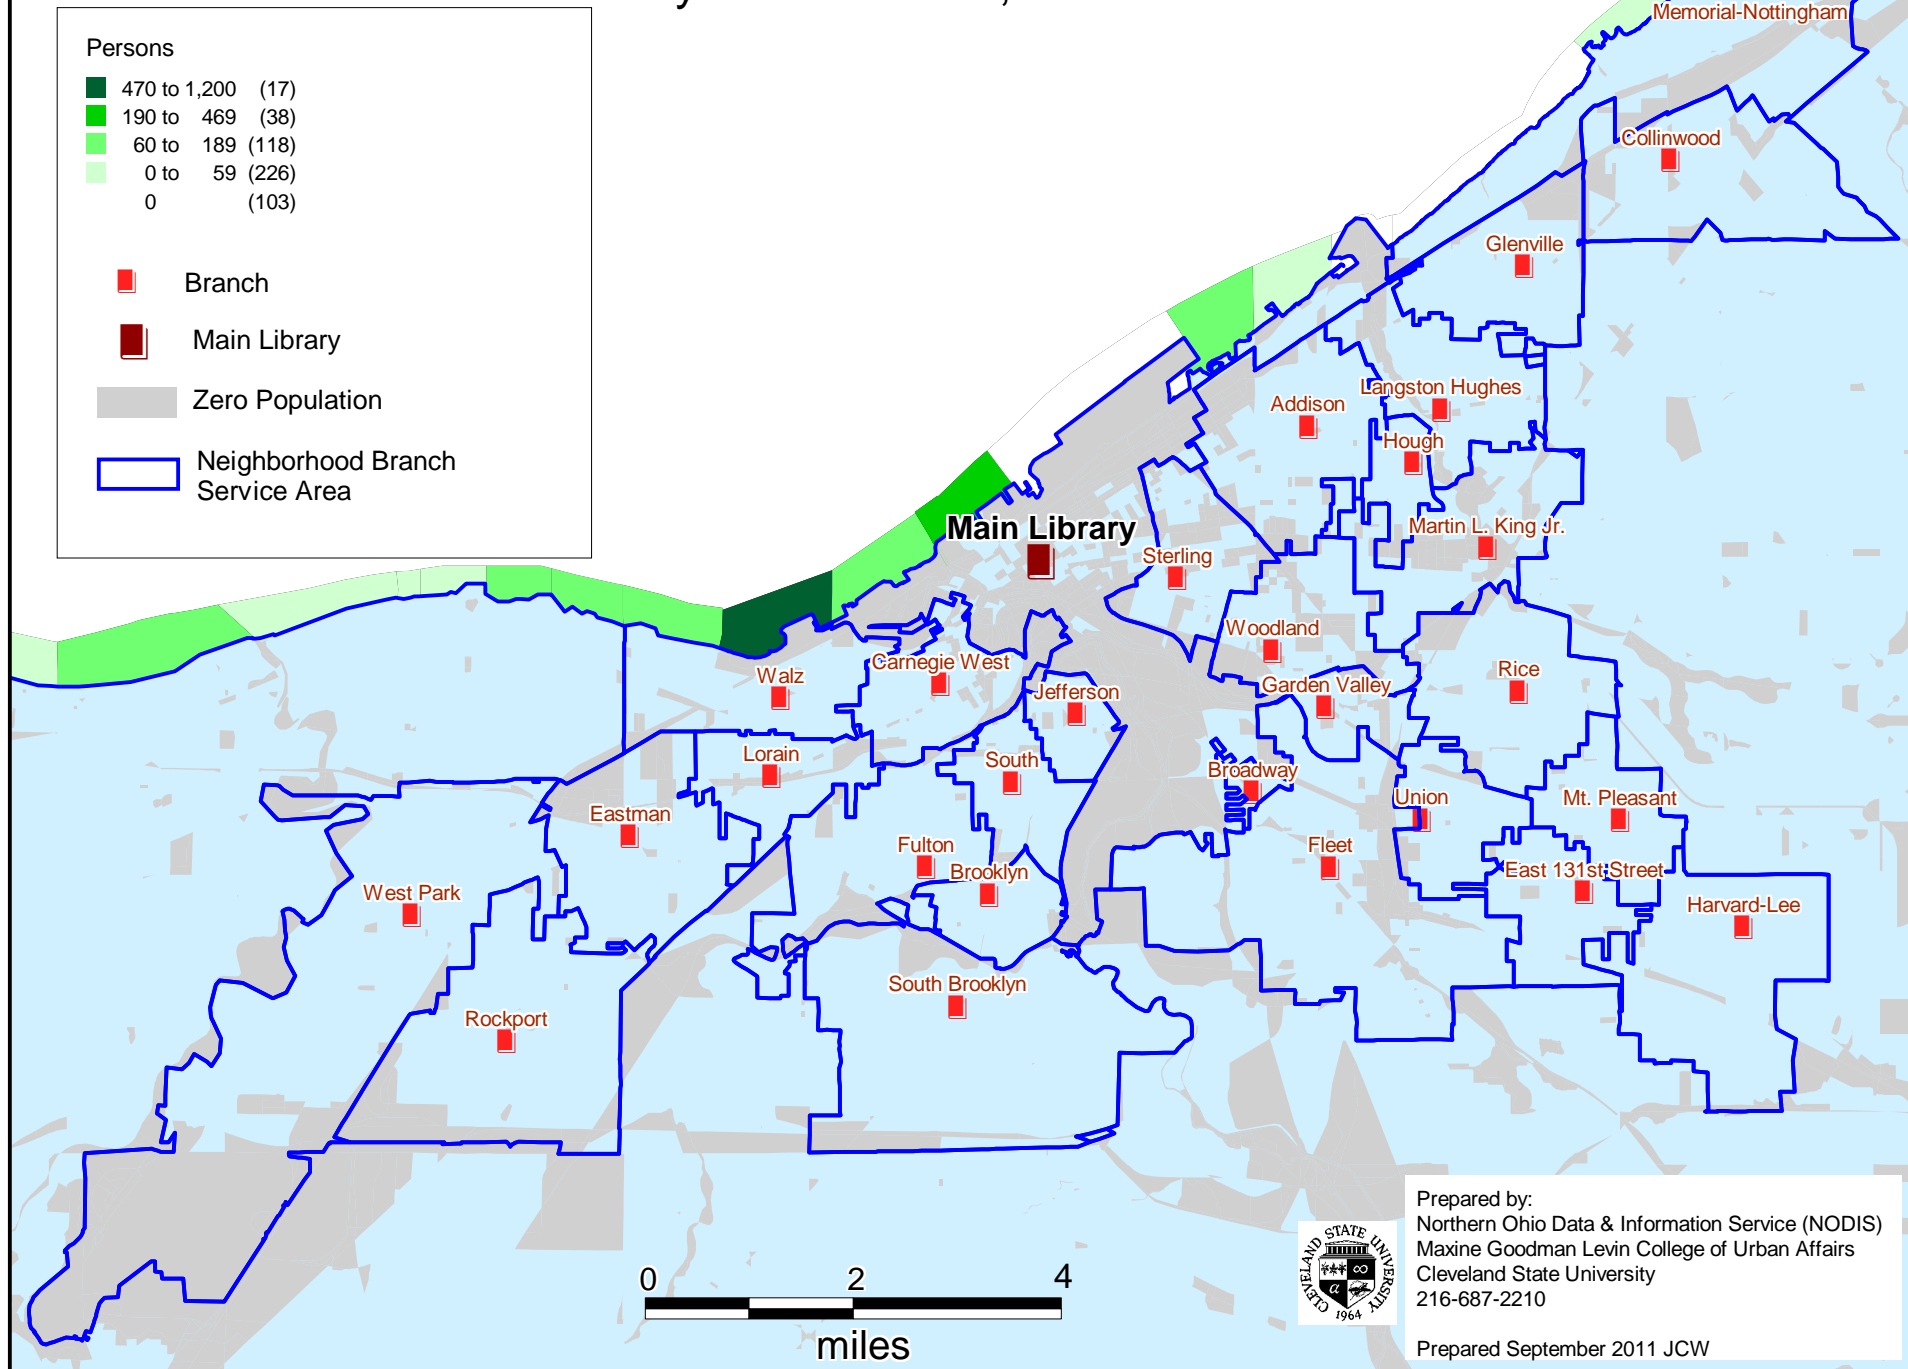 Persons
470 to 1,200 (17)
190 to 469 (38)
60 to 189 (118)
0 to 59 (226)
0 (103)
Branch
Main Library
Zero Population
Neighborhood Branch
Service Area
Memorial-Nottingham
Collinwood
Glenville
Langston Hughes
Addison
Hough
Main Library
Martin L. King Jr.
Sterling
Woodland
Carnegie West
Walz
Rice
Garden Valley
Jefferson
Lorain
South
Broadway
Union
Mt. Pleasant
Eastman
Fulton
Brooklyn
Fleet
East 131st Street
West Park
Harvard-Lee
South Brooklyn
Rockport
0 2 4
miles
CLEVELAND STATE UNIVERSITY
1964
Prepared by:
Northern Ohio Data & Information Service (NODIS)
Maxine Goodman Levin College of Urban Affairs
Cleveland State University
216-687-2210
Prepared September 2011 JCW